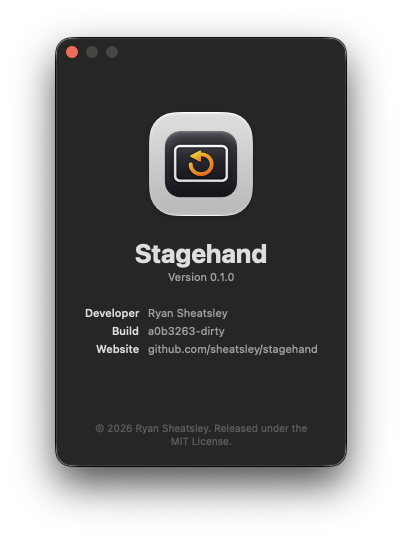 Stagehand
Version 0.1.0
Developer Ryan Sheatsley
Build a0b3263-dirty
Website github.com/sheatsley/stagehand
© 2026 Ryan Sheatsley. Released under the
MIT License.